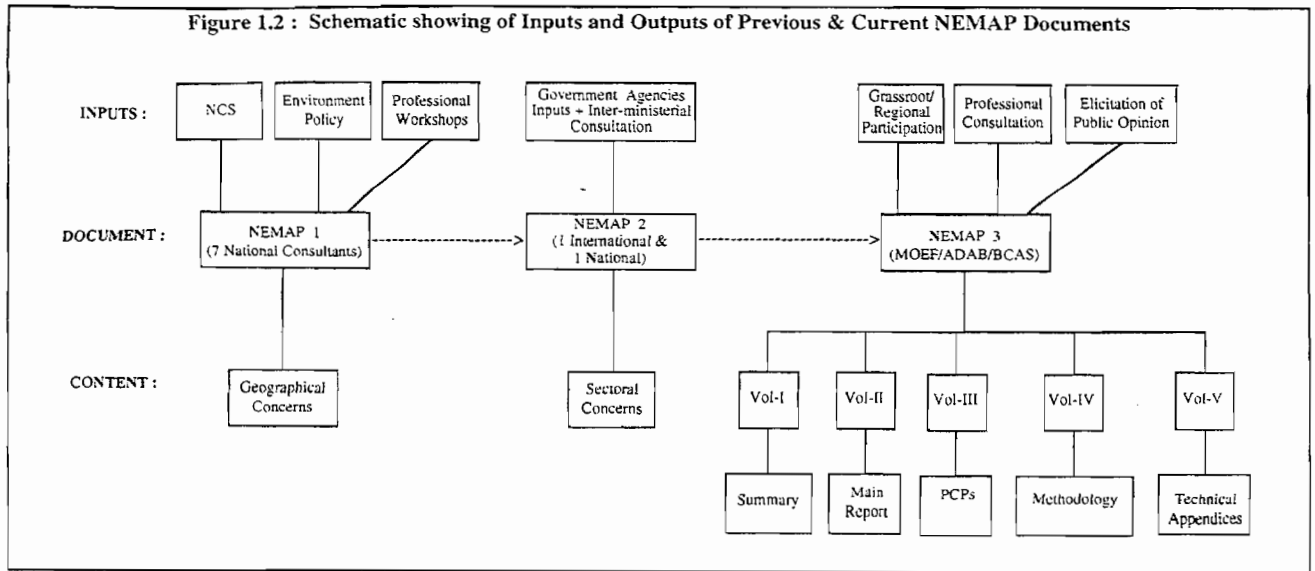 Figure 1.2 : Schematic showing of Inputs and Outputs of Previous & Current NEMAP Documents
INPUTS :
NCS
Environment
Policy
Professional
Workshops
Government Agencies
Inputs + Inter-ministerial
Consultation
Grassroot/
Regional
Participation
Professional
Consultation
Elicitation of
Public Opinion
DOCUMENT :
NEMAP 1
(7 National Consultants)
NEMAP 2
(1 International &
1 National)
NEMAP 3
(MOEF/ADAB/BCAS)
CONTENT :
Geographical
Concerns
Sectoral
Concerns
Vol-I
Vol-II
Vol-III
Vol-IV
Vol-V
Summary
Main
Report
PCPs
Methodology
Technical
Appendices